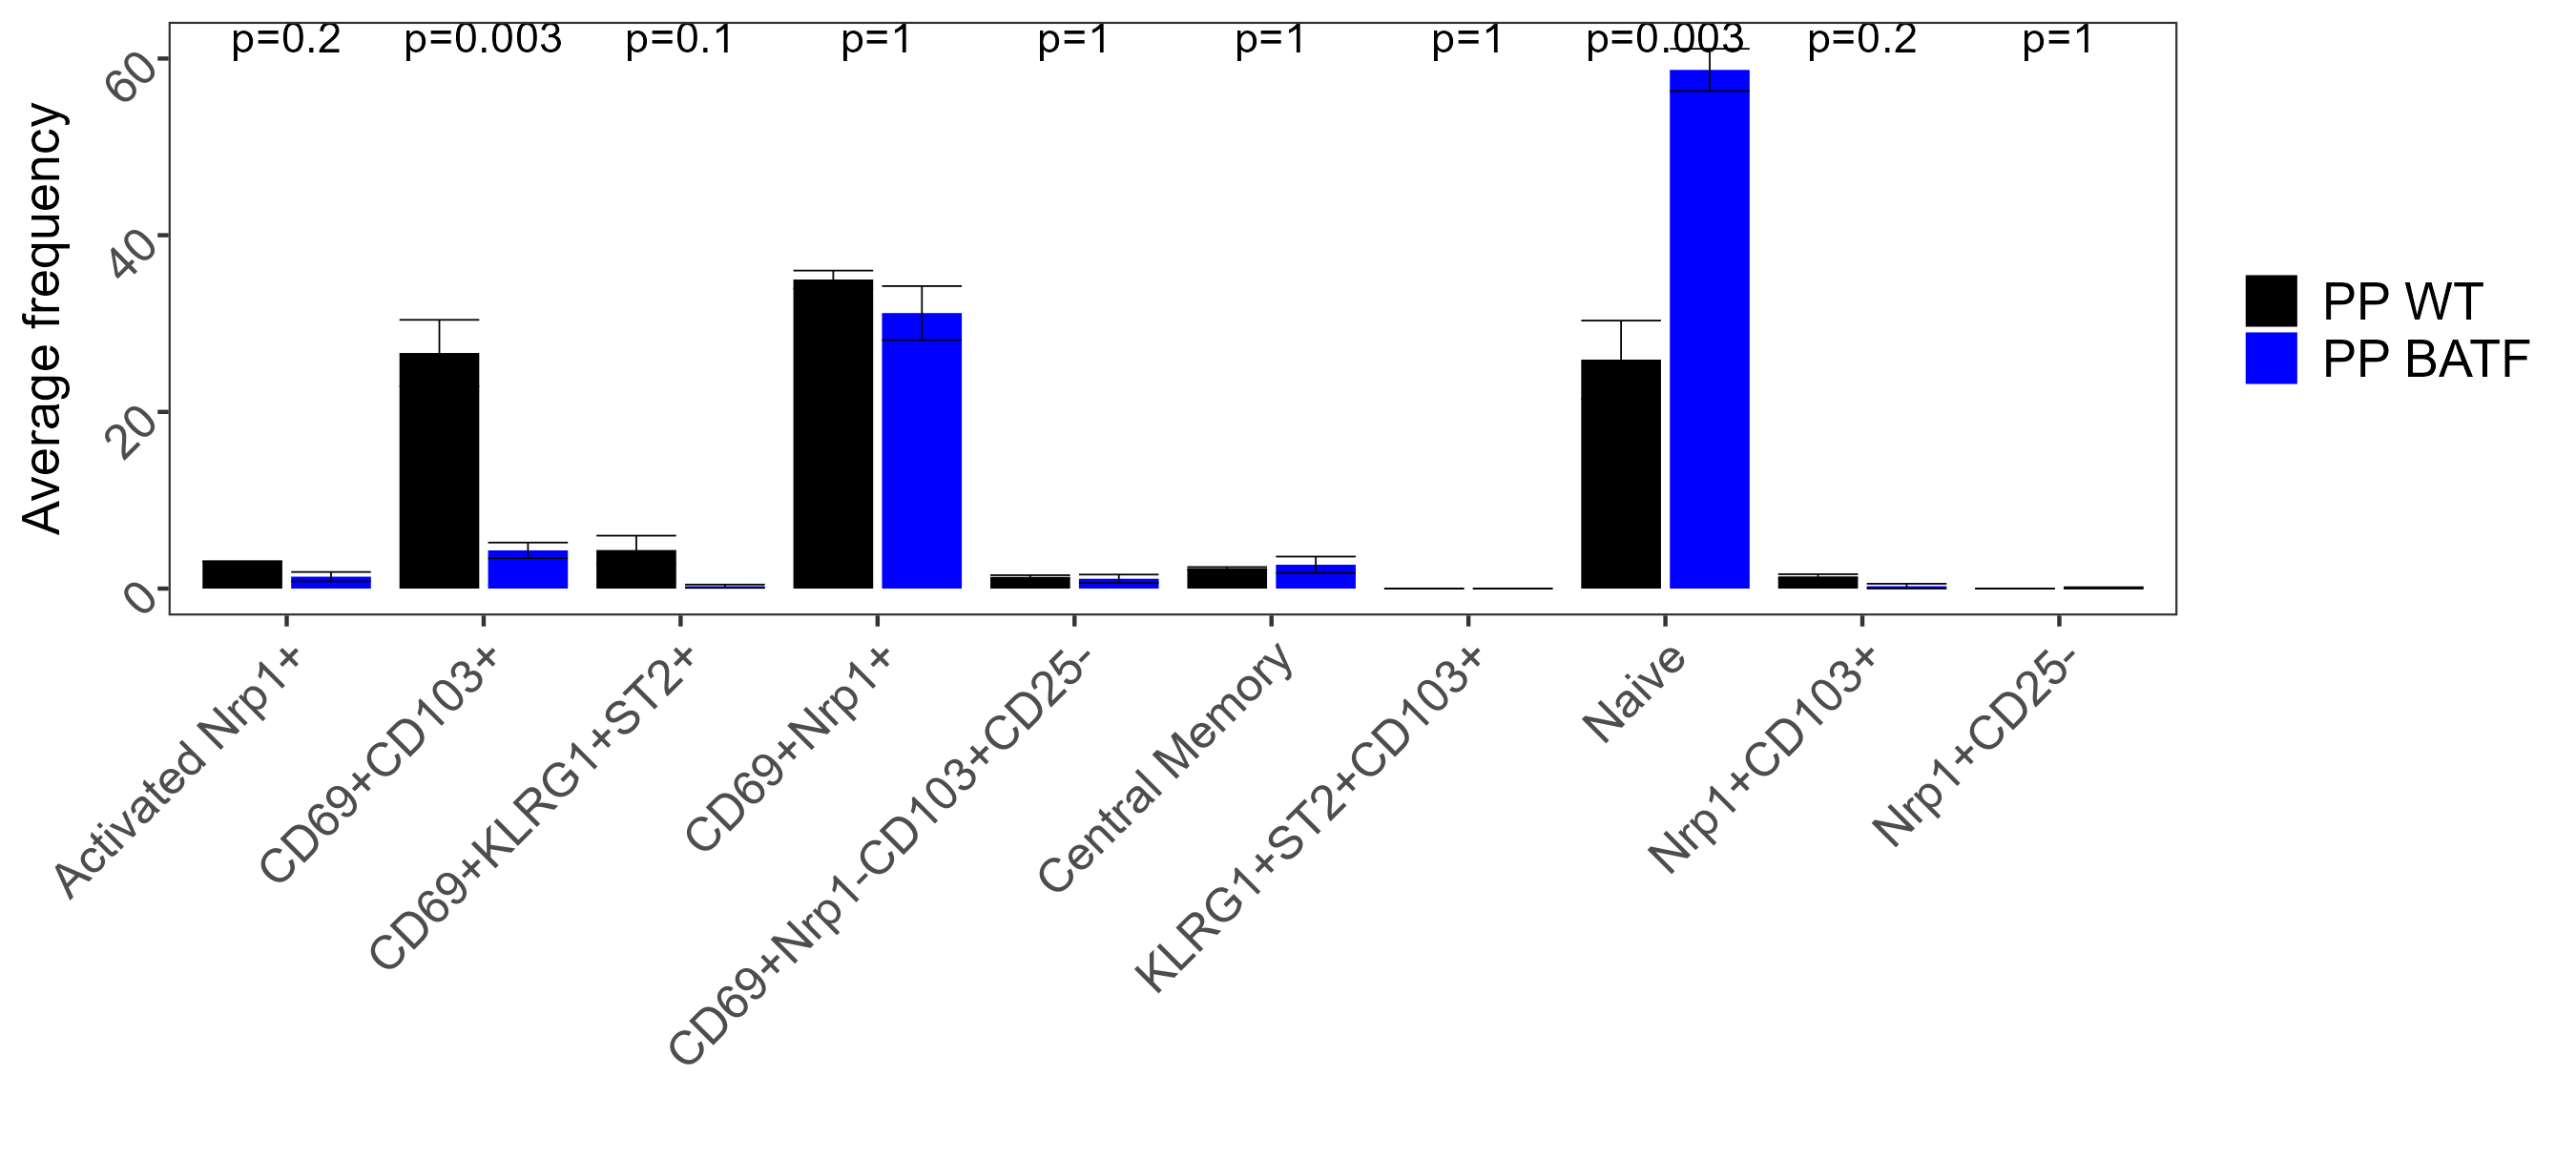 p=0.2 p=0.003 p=0.1 p=1 p=1 p=1 p=1 p=0.003 p=0.2 p=1
Average frequency
60
40
20
0
PP WT
PP BATF
Activated Nrp1+
CD69+CD103+
CD69+KLRG1+ST2+
CD69+Nrp1+
CD69+Nrp1-CD103+CD25-
Central Memory
KLRG1+ST2+CD103+
Naive
Nrp1+CD103+
Nrp1+CD25-